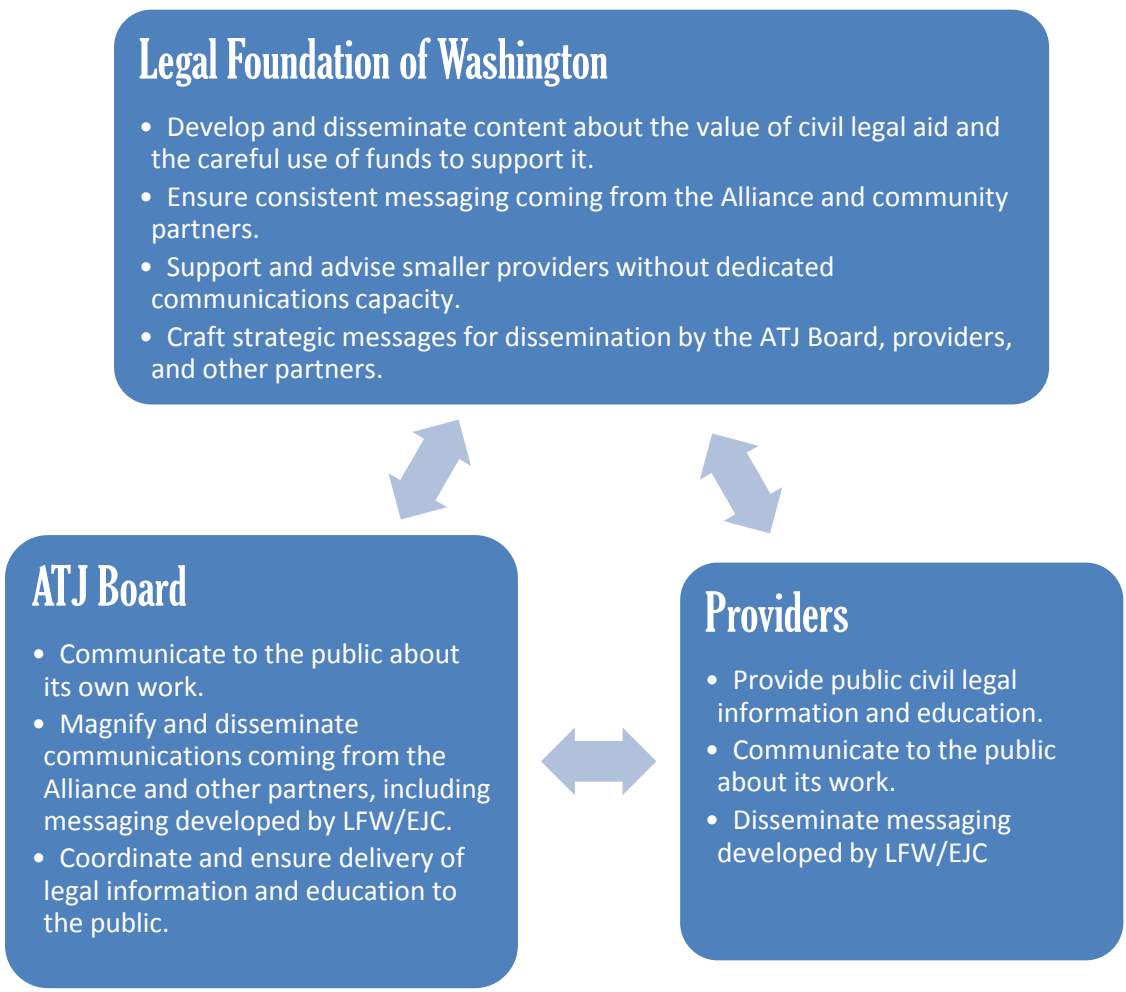 Legal Foundation of Washington
• Develop and disseminate content about the value of civil legal aid and
the careful use of funds to support it.
• Ensure consistent messaging coming from the Alliance and community
partners.
• Support and advise smaller providers without dedicated
communications capacity.
• Craft strategic messages for dissemination by the ATJ Board, providers,
and other partners.
ATJ Board
• Communicate to the public about
its own work.
• Magnify and disseminate
communications coming from the
Alliance and other partners, including
messaging developed by LFW/EJC.
• Coordinate and ensure delivery of
legal information and education to
the public.
Providers
• Provide public civil legal
information and education.
• Communicate to the public
about its work.
• Disseminate messaging
developed by LFW/EJC